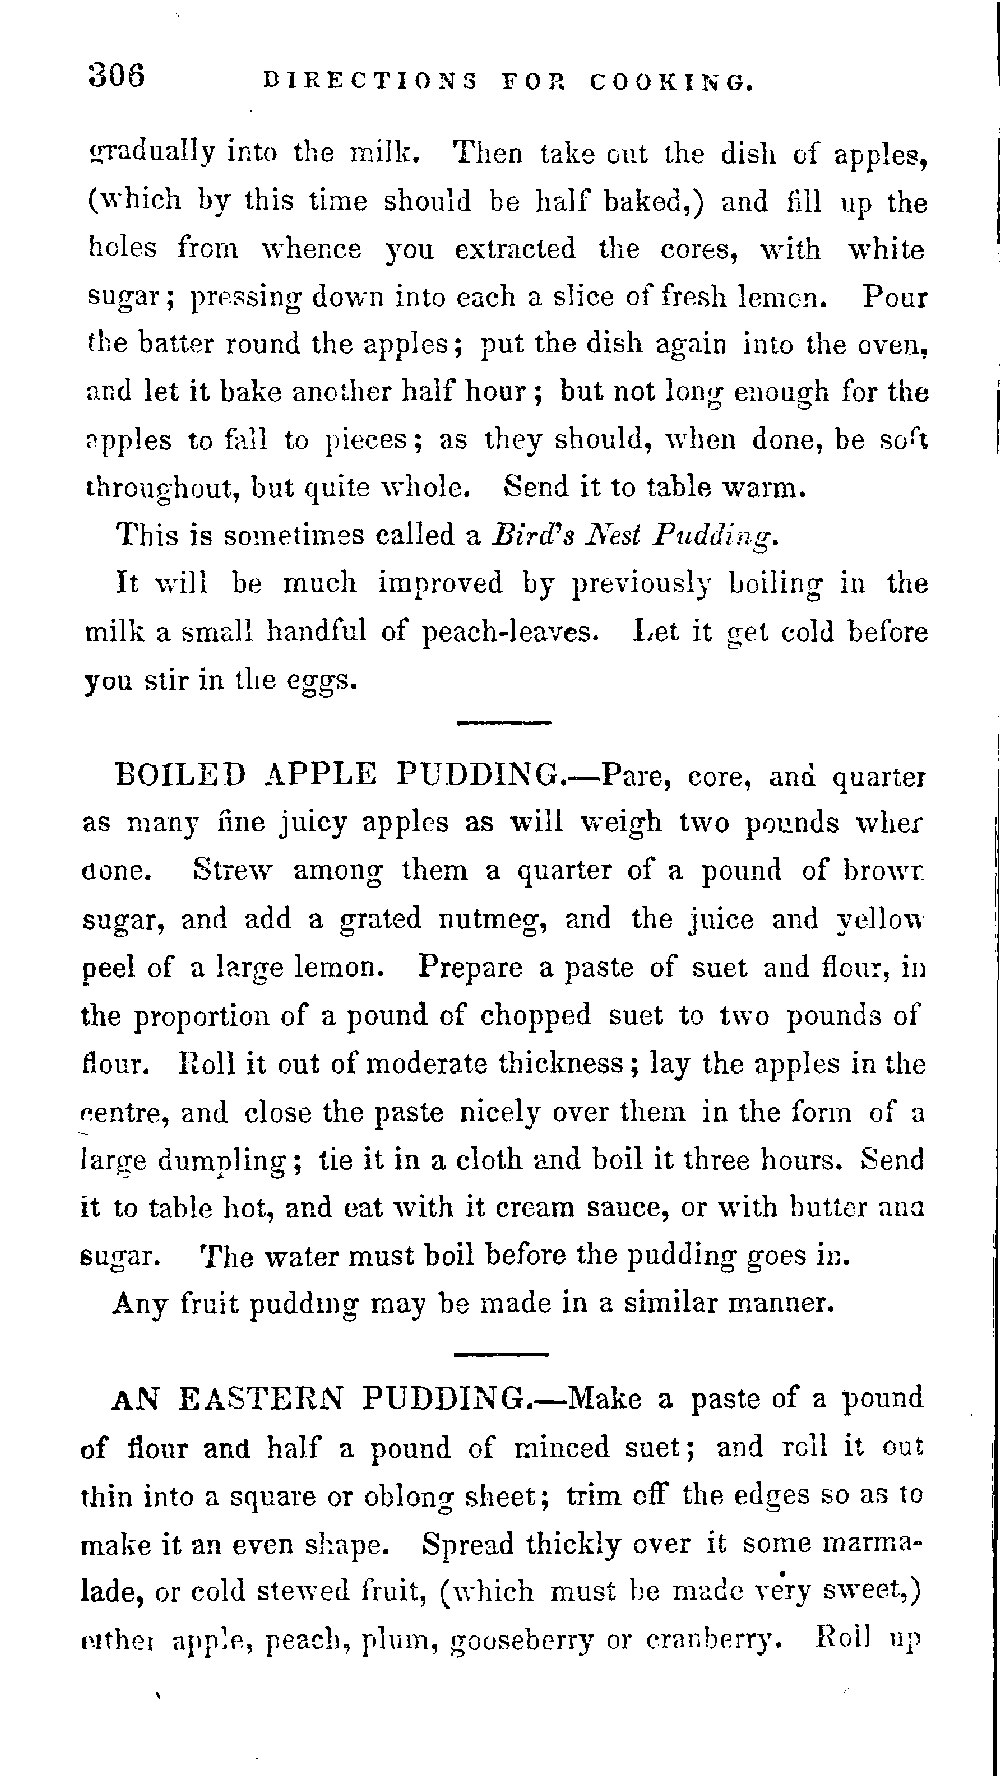 306 DIRECTIONS FOR COOKING.
gradually into the milk. Then take out the dish of apples,
(which by this time should be half baked,) and fill up the
holes from whence you extracted the cores, with white
sugar; pressing down into each a slice of fresh lemon. Pour
the batter round the apples; put the dish again into the oven,
and let it bake another half hour; but not long enough for the
apples to fall to pieces; as they should, when done, be soft
throughout, but quite whole. Send it to table warm.
This is sometimes called a Bird's Nest Pudding.
It will be much improved by previously boiling in the
milk a small handful of peach-leaves. Let it get cold before
you stir in the eggs.
BOILED APPLE PUDDING.—Pare, core, and quarter
as many fine juicy apples as will weigh two pounds when
done. Strew among them a quarter of a pound of brown
sugar, and add a grated nutmeg, and the juice and yellow
peel of a large lemon. Prepare a paste of suet and flour, in
the proportion of a pound of chopped suet to two pounds of
flour. Roll it out of moderate thickness; lay the apples in the
centre, and close the paste nicely over them in the form of a
large dumpling; tie it in a cloth and boil it three hours. Send
it to table hot, and eat with it cream sauce, or with butter and
sugar. The water must boil before the pudding goes in.
Any fruit pudding may be made in a similar manner.
AN EASTERN PUDDING.—Make a paste of a pound
of flour and half a pound of minced suet; and roll it out
thin into a square or oblong sheet; trim off the edges so as to
make it an even shape. Spread thickly over it some marma-
lade, or cold stewed fruit, (which must be made very sweet,)
either apple, peach, plum, gooseberry or cranberry. Roll up